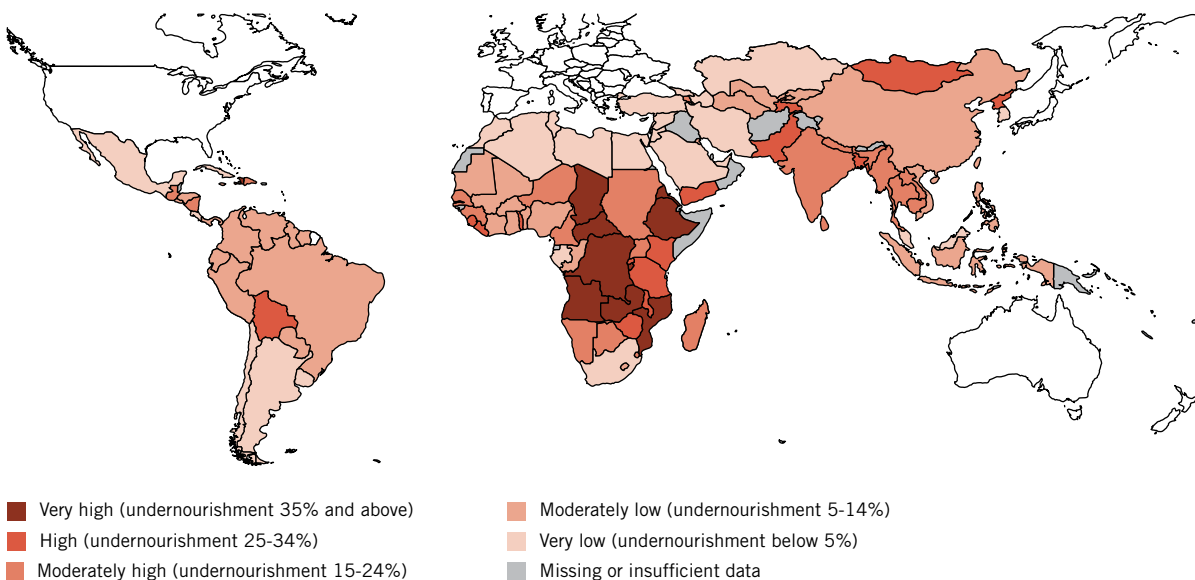 Very high (undernourishment 35% and above)
High (undernourishment 25-34%)
Moderately high (undernourishment 15-24%)
Moderately low (undernourishment 5-14%)
Very low (undernourishment below 5%)
Missing or insufficient data